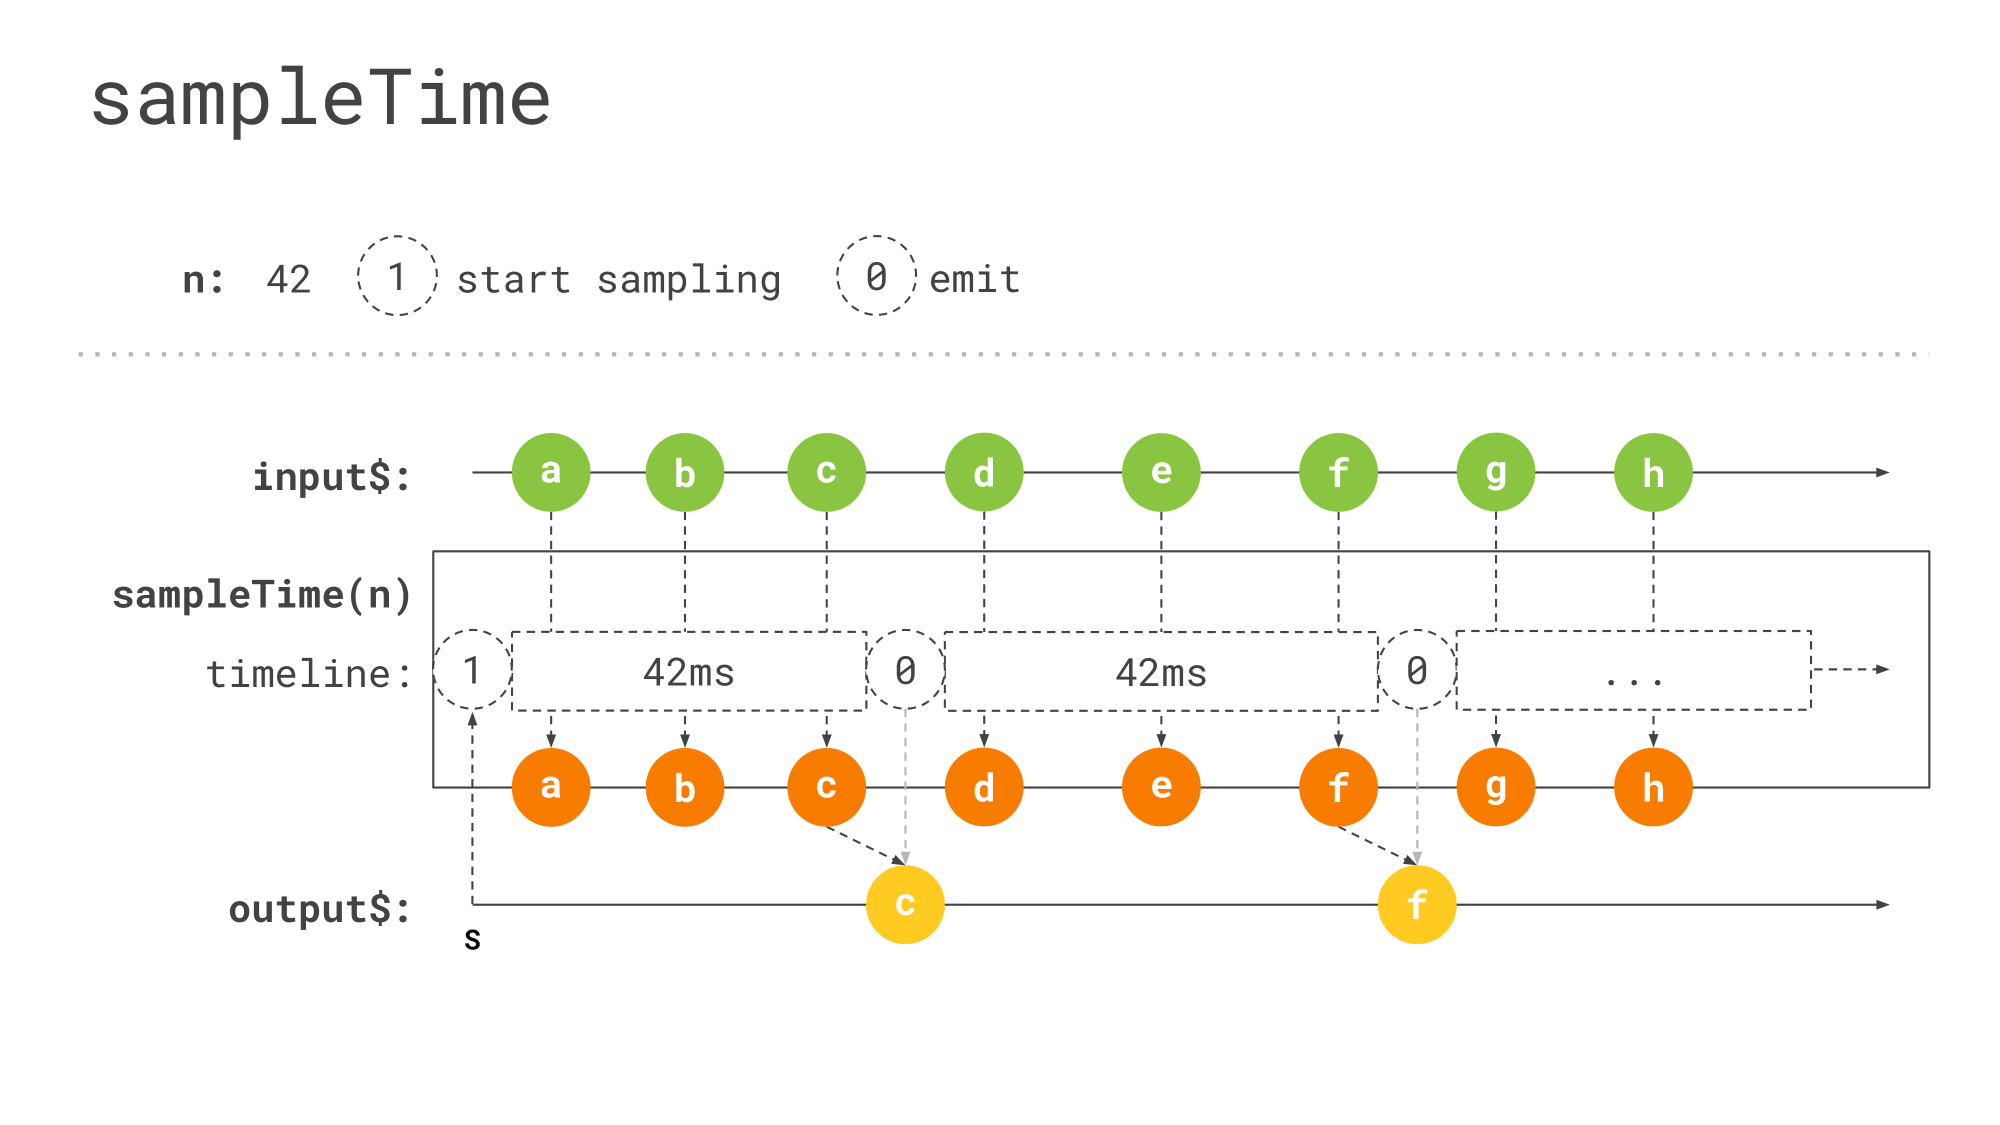 sampleTime
n: 42 1 start sampling 0 emit
input$: a b c d e f g h
sampleTime(n)
timeline: 1 42ms 0 42ms 0 ...
a b c d e f g h
output$: c f
s